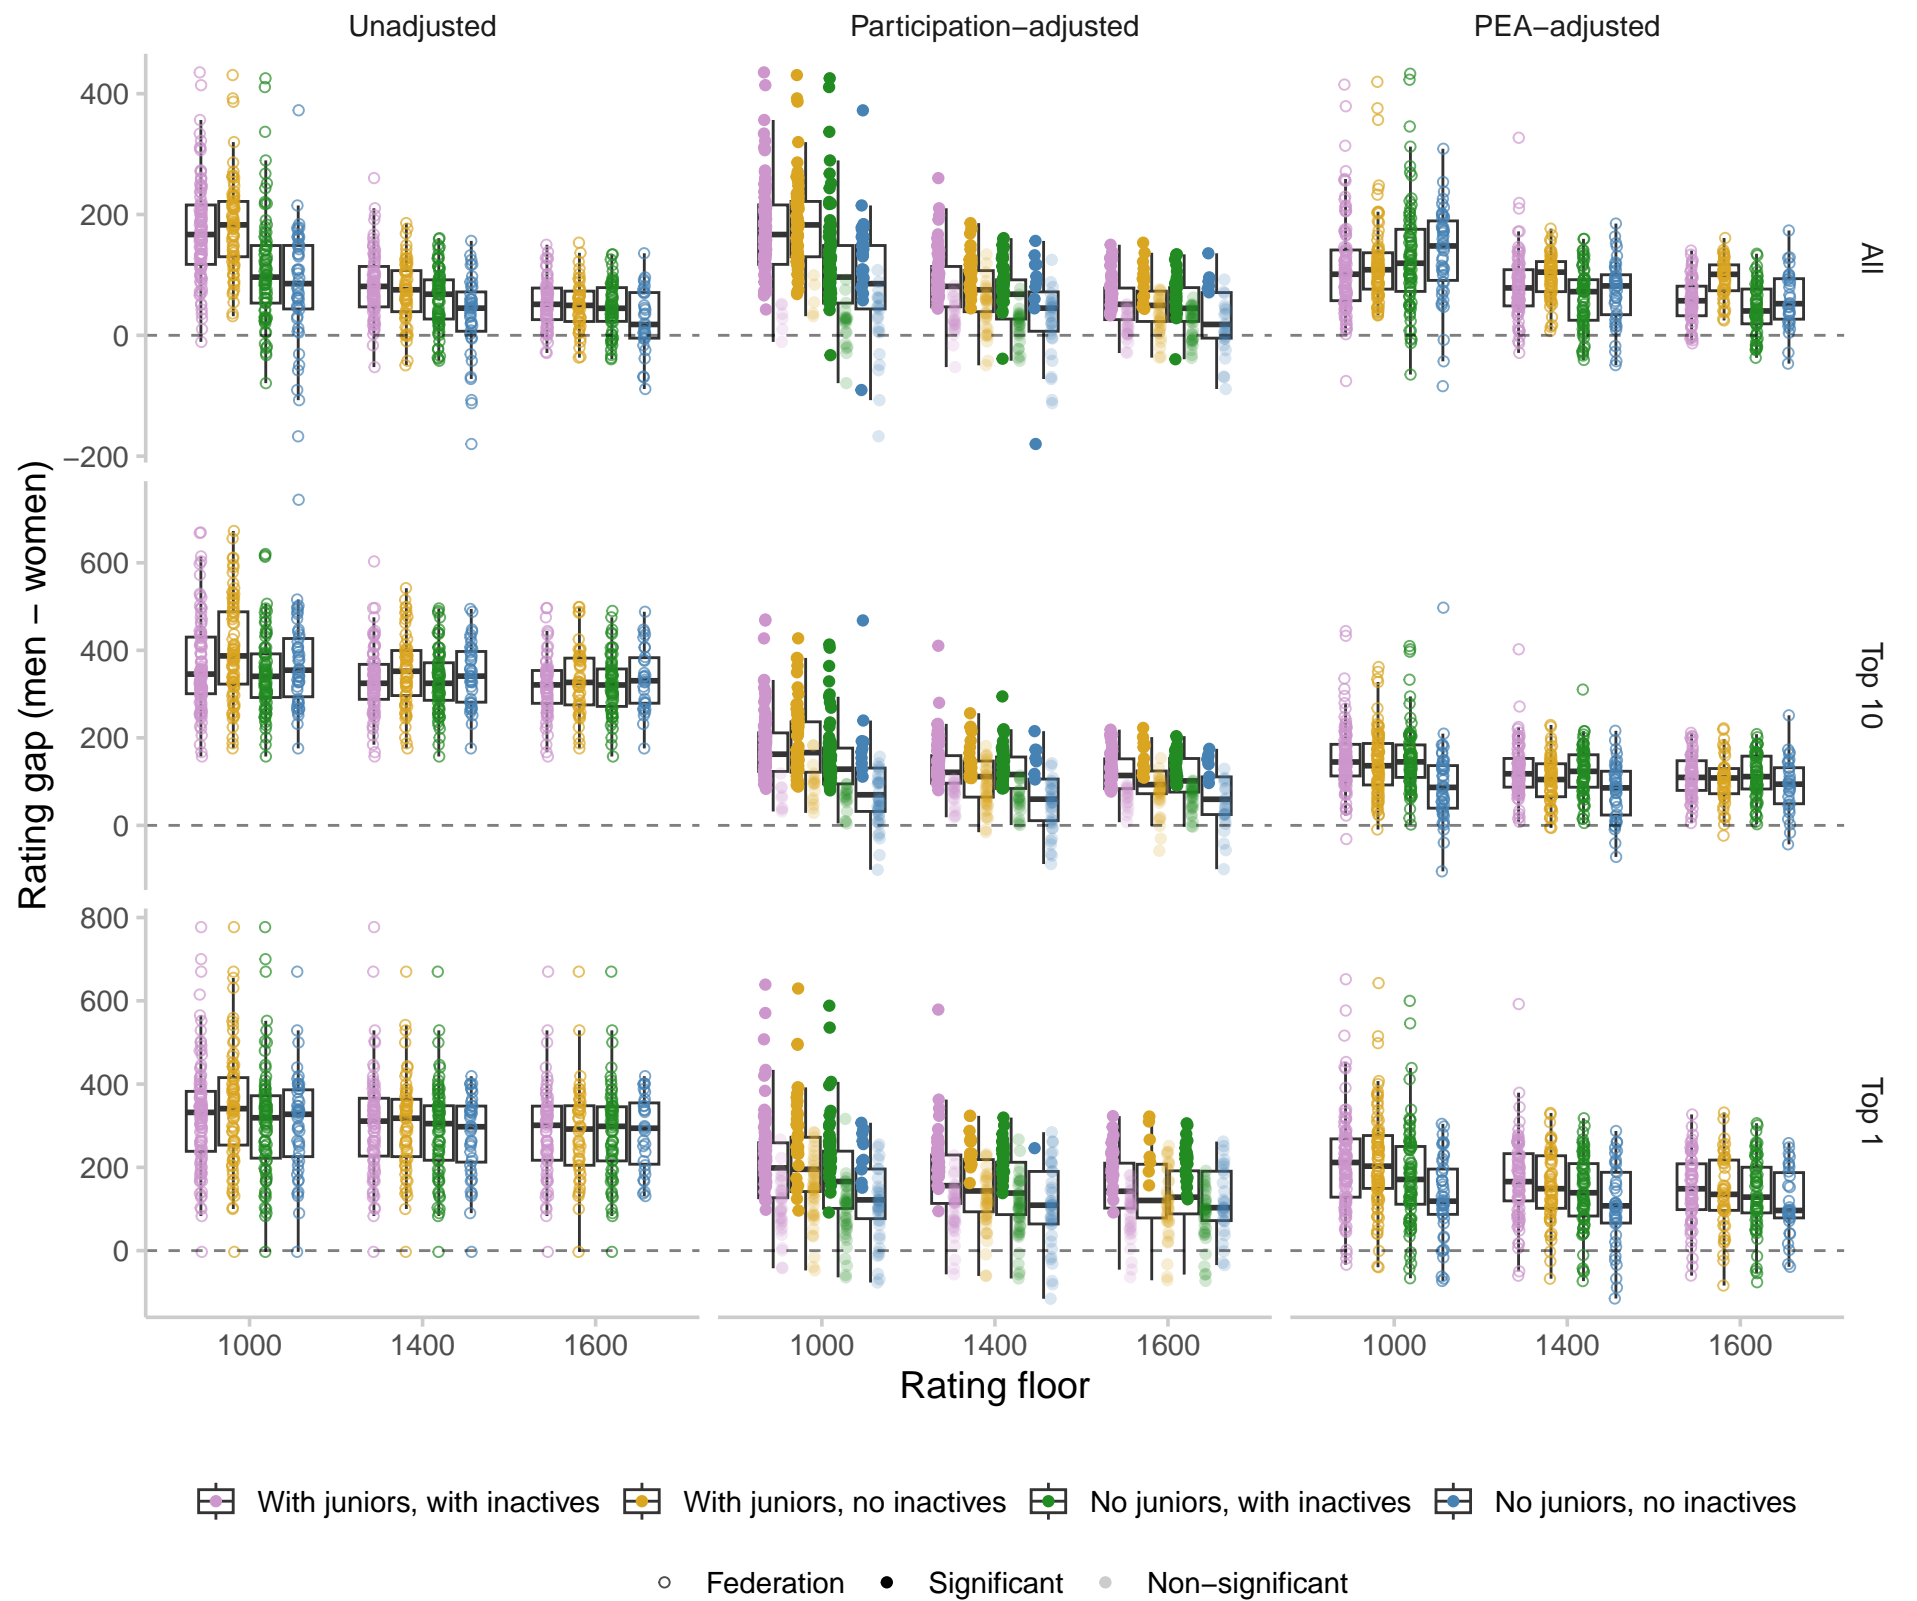 Unadjusted Participation−adjusted PEA−adjusted
400
200
0
−200
All
600
400
200
0
Top 10
800
600
400
200
0
Top 1
Rating gap (men − women)
1000 1400 1600 1000 1400 1600 1000 1400 1600
Rating floor
With juniors, with inactives With juniors, no inactives No juniors, with inactives No juniors, no inactives
Federation Significant Non−significant